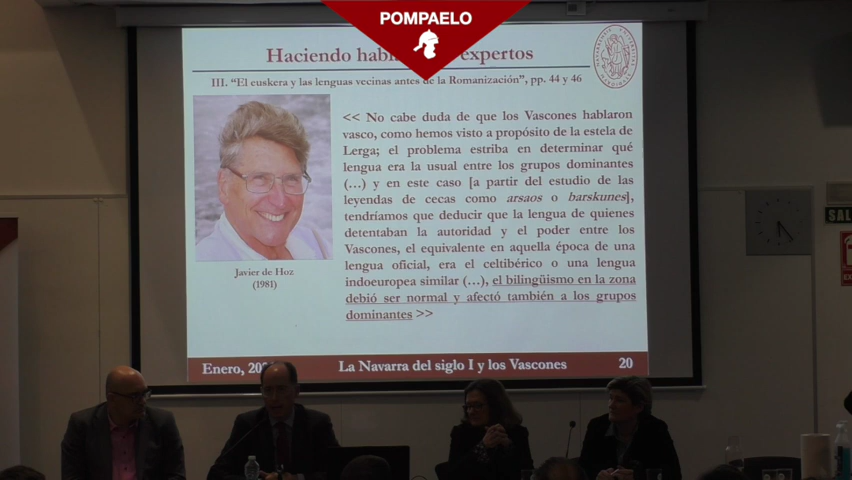 POMPAELO
Haciendo expertos
III. “El euskera y las lenguas vecinas antes de la Romanización”, pp. 44 y 46
<< No cabe duda de que los Vascones hablaron
vasco, como hemos visto a propósito de la estela de
Lerga; el problema estriba en determinar qué
lengua era la usual entre los grupos dominantes
(…) y en este caso [a partir del estudio de las
leyendas de cecas como arsaos o barskunes],
tendríamos que deducir que la lengua de quienes
detentaban la autoridad y el poder entre los
Vascones, el equivalente en aquella época de una
lengua oficial, era el celtibérico o una lengua
indoeuropea similar (…), el bilingüismo en la zona
debió ser normal y afectó también a los grupos
dominantes >>
Javier de Hoz
(1981)
Enero, La Navarra del siglo I y los Vascones 20